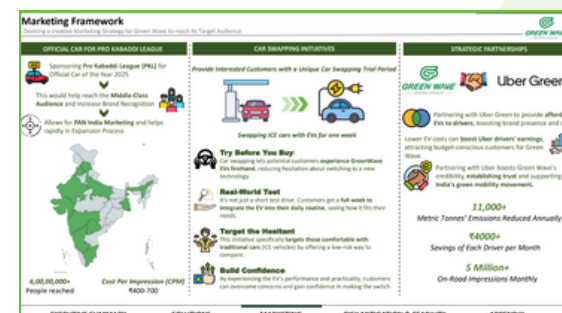 Marketing Framework
Devising a creative Marketing Strategy for Green Wave to reach its Target Audience
GREEN WAVE
OFFICIAL CAR FOR PRO KABADDI LEAGUE
Sponsoring Pro Kabaddi League (PKL) for
Official Car of the Year 2025
This would help reach the Middle-Class
Audience and Increase Brand Recognition
Allows for PAN India Marketing and helps
rapidly in Expansion Process
6,00,00,000+
People reached
Cost Per Impression (CPM)
₹400-700
CAR SWAPPING INITIATIVES
Provide Interested Customers with a Unique Car Swapping Trial Period
Swapping ICE cars with EVs for one week
Try Before You Buy
Car swapping lets potential customers experience GreenWave
EVs firsthand, reducing hesitation about switching to a new
technology.
Real-World Test
It's not just a short test drive. Customers get a full week to
integrate the EV into their daily routine, seeing how it fits their
needs.
Target the Hesitant
This initiative specifically targets those comfortable with
traditional cars (ICE vehicles) by offering a low-risk way to
compare.
Build Confidence
By experiencing the EV's performance and practicality, customers
can overcome concerns and gain confidence in making the switch.
STRATEGIC PARTNERSHIPS
GREEN WAVE
Uber Green
Partnering with Uber Green to provide
EVs to drivers, boosting brand presence and
Lower EV costs can boost Uber drivers' earnings,
attracting budget-conscious customers for Green
Wave.
Partnering with Uber boosts Green Wave's
credibility, establishing trust and supporting
India's green mobility movement.
11,000+
Metric Tonnes' Emissions Reduced Annually
₹4000+
Savings of Each Driver per Month
5 Million+
On-Road Impressions Monthly